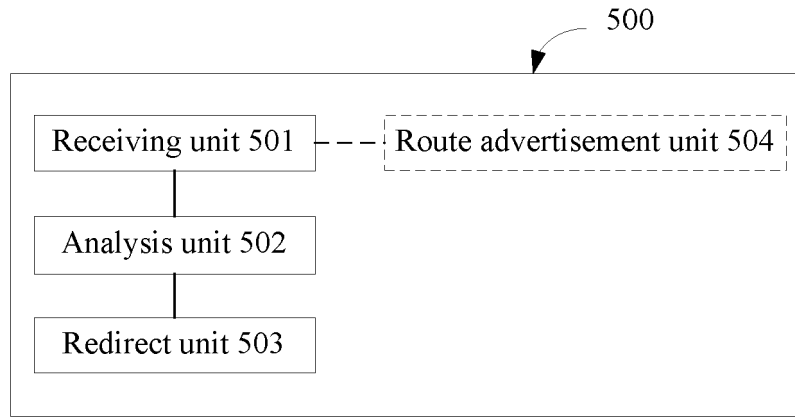 500
Receiving unit 501
Route advertisement unit 504
Analysis unit 502
Redirect unit 503